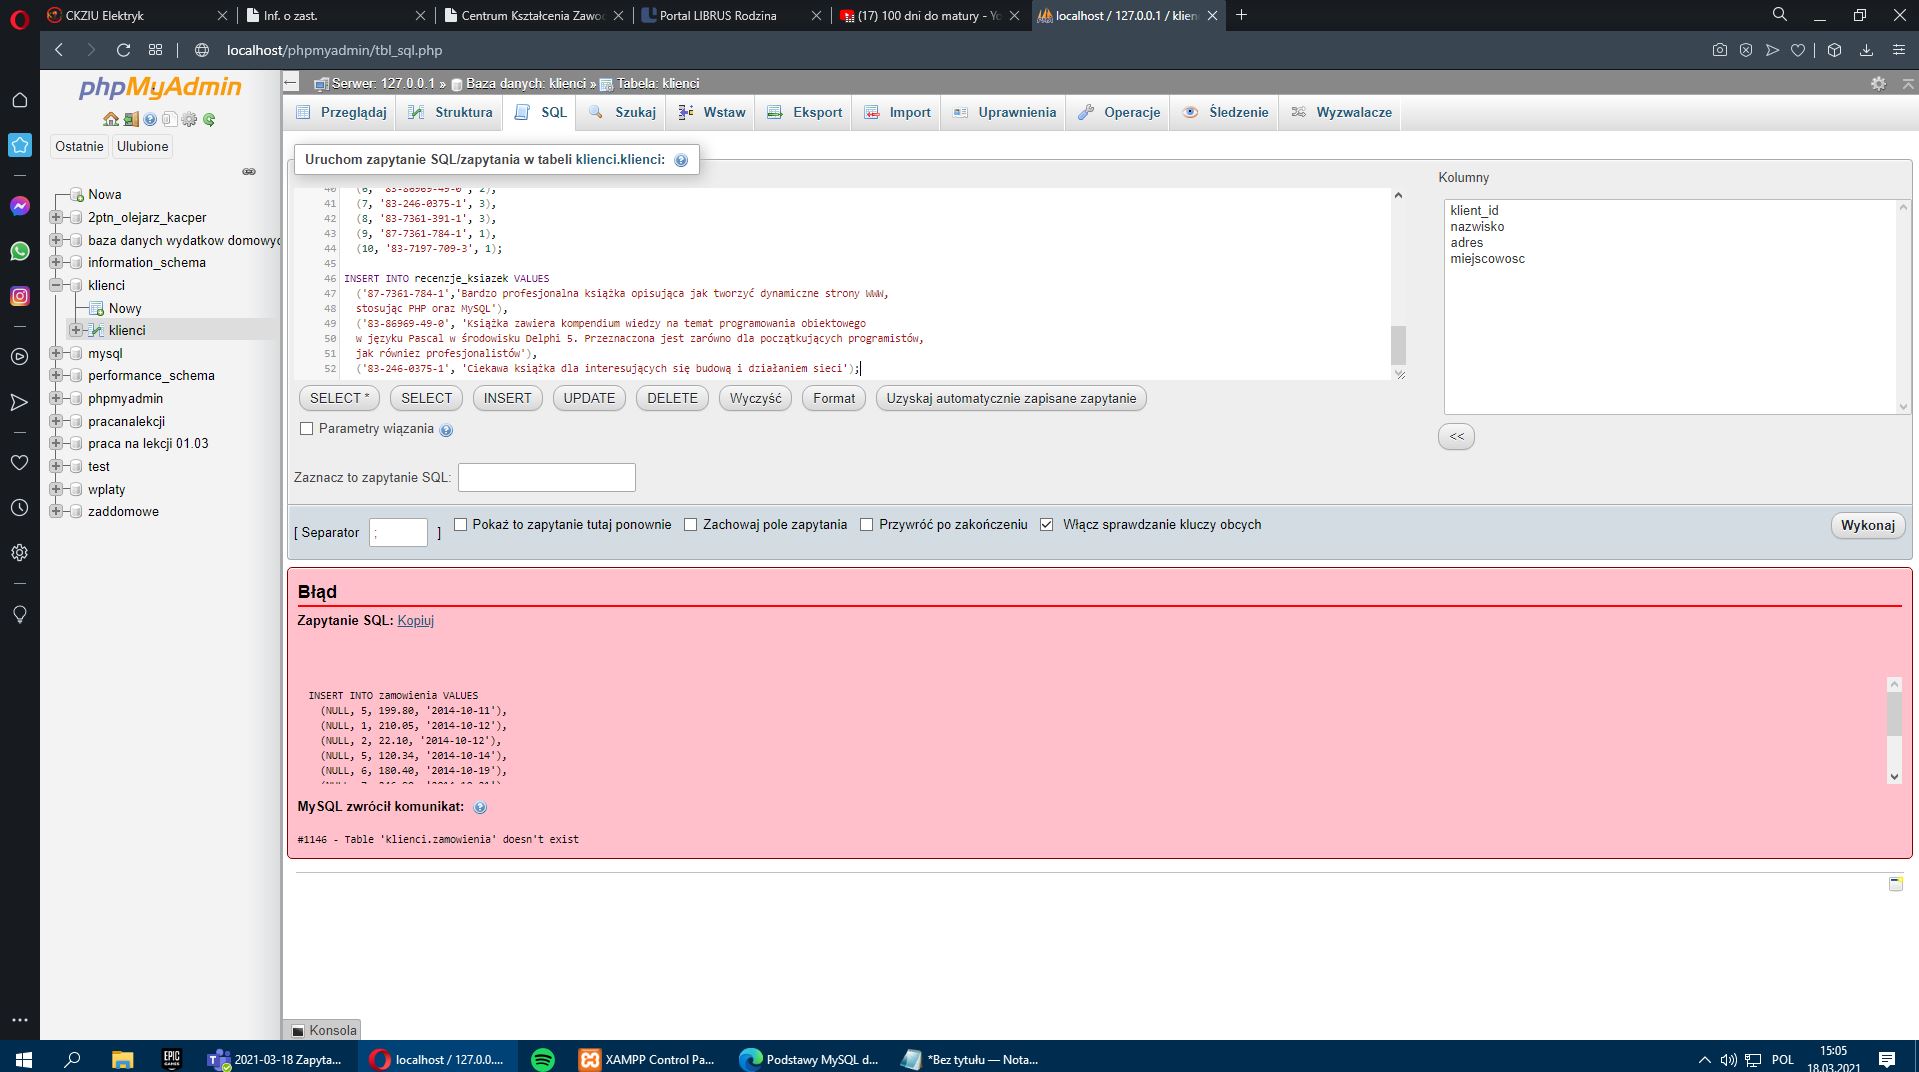 CKZIU Elektryk
Inf. o zast.
Centrum Kształcenia Zawo
Portal LIBRUS Rodzina
(17) 100 dni do matury - Yo
localhost / 127.0.0.1 / klien
localhost/phpmyadmin/tbl_sql.php
phpMyAdmin
Ostatnie
Ulubione
Nowa
2ptn_olejarz_kacper
baza danych wydatkow domowyc
information_schema
klienci
Nowy
klienci
mysql
performance_schema
phpmyadmin
pracanalekcji
praca na lekcji 01.03
test
wplaty
zaddomowe
Serwer: 127.0.0.1 » Baza danych: klienci » Tabela: klienci
Przeglądaj
Struktura
SQL
Szukaj
Wstaw
Eksport
Import
Uprawnienia
Operacje
Śledzenie
Wyzwalacze
Uruchom zapytanie SQL/zapytania w tabeli klienci.klienci:
40 (6, '83-86969-49-0', 2),
41 (7, '83-246-0375-1', 3),
42 (8, '83-7361-391-1', 3),
43 (9, '87-7361-784-1', 1),
44 (10, '83-7197-709-3', 1);
45
46 INSERT INTO recenzje_ksiazek VALUES
47 ('87-7361-784-1','Bardzo profesjonalna książka opisująca jak tworzyć dynamiczne strony WWW,
48 stosując PHP oraz MySQL'),
49 ('83-86969-49-0', 'Książka zawiera kompendium wiedzy na temat programowania obiektowego
50 w języku Pascal w środowisku Delphi 5. Przeznaczona jest zarówno dla początkujących programistów,
51 jak równiez profesjonalistów'),
52 ('83-246-0375-1', 'Ciekawa książka dla interesujących się budową i działaniem sieci');
Kolumny
klient_id
nazwisko
adres
miejscowosc
<<
SELECT *
SELECT
INSERT
UPDATE
DELETE
Wyczyść
Format
Uzyskaj automatycznie zapisane zapytanie
Parametry wiązania
Zaznacz to zapytanie SQL:
[ Separator ; ]
Pokaż to zapytanie tutaj ponownie
Zachowaj pole zapytania
Przywróć po zakończeniu
Włącz sprawdzanie kluczy obcych
Wykonaj
Błąd
Zapytanie SQL: Kopiuj
INSERT INTO zamowienia VALUES
(NULL, 5, 199.80, '2014-10-11'),
(NULL, 1, 210.05, '2014-10-12'),
(NULL, 2, 22.10, '2014-10-12'),
(NULL, 5, 120.34, '2014-10-14'),
(NULL, 6, 180.40, '2014-10-19'),
MySQL zwrócił komunikat:
#1146 - Table 'klienci.zamowienia' doesn't exist
Konsola
EPIC GAMES
2021-03-18 Zapyta...
localhost / 127.0.0....
XAMPP Control Pa...
Podstawy MySQL d...
*Bez tytułu — Nota...
POL
15:05
18.03.2021